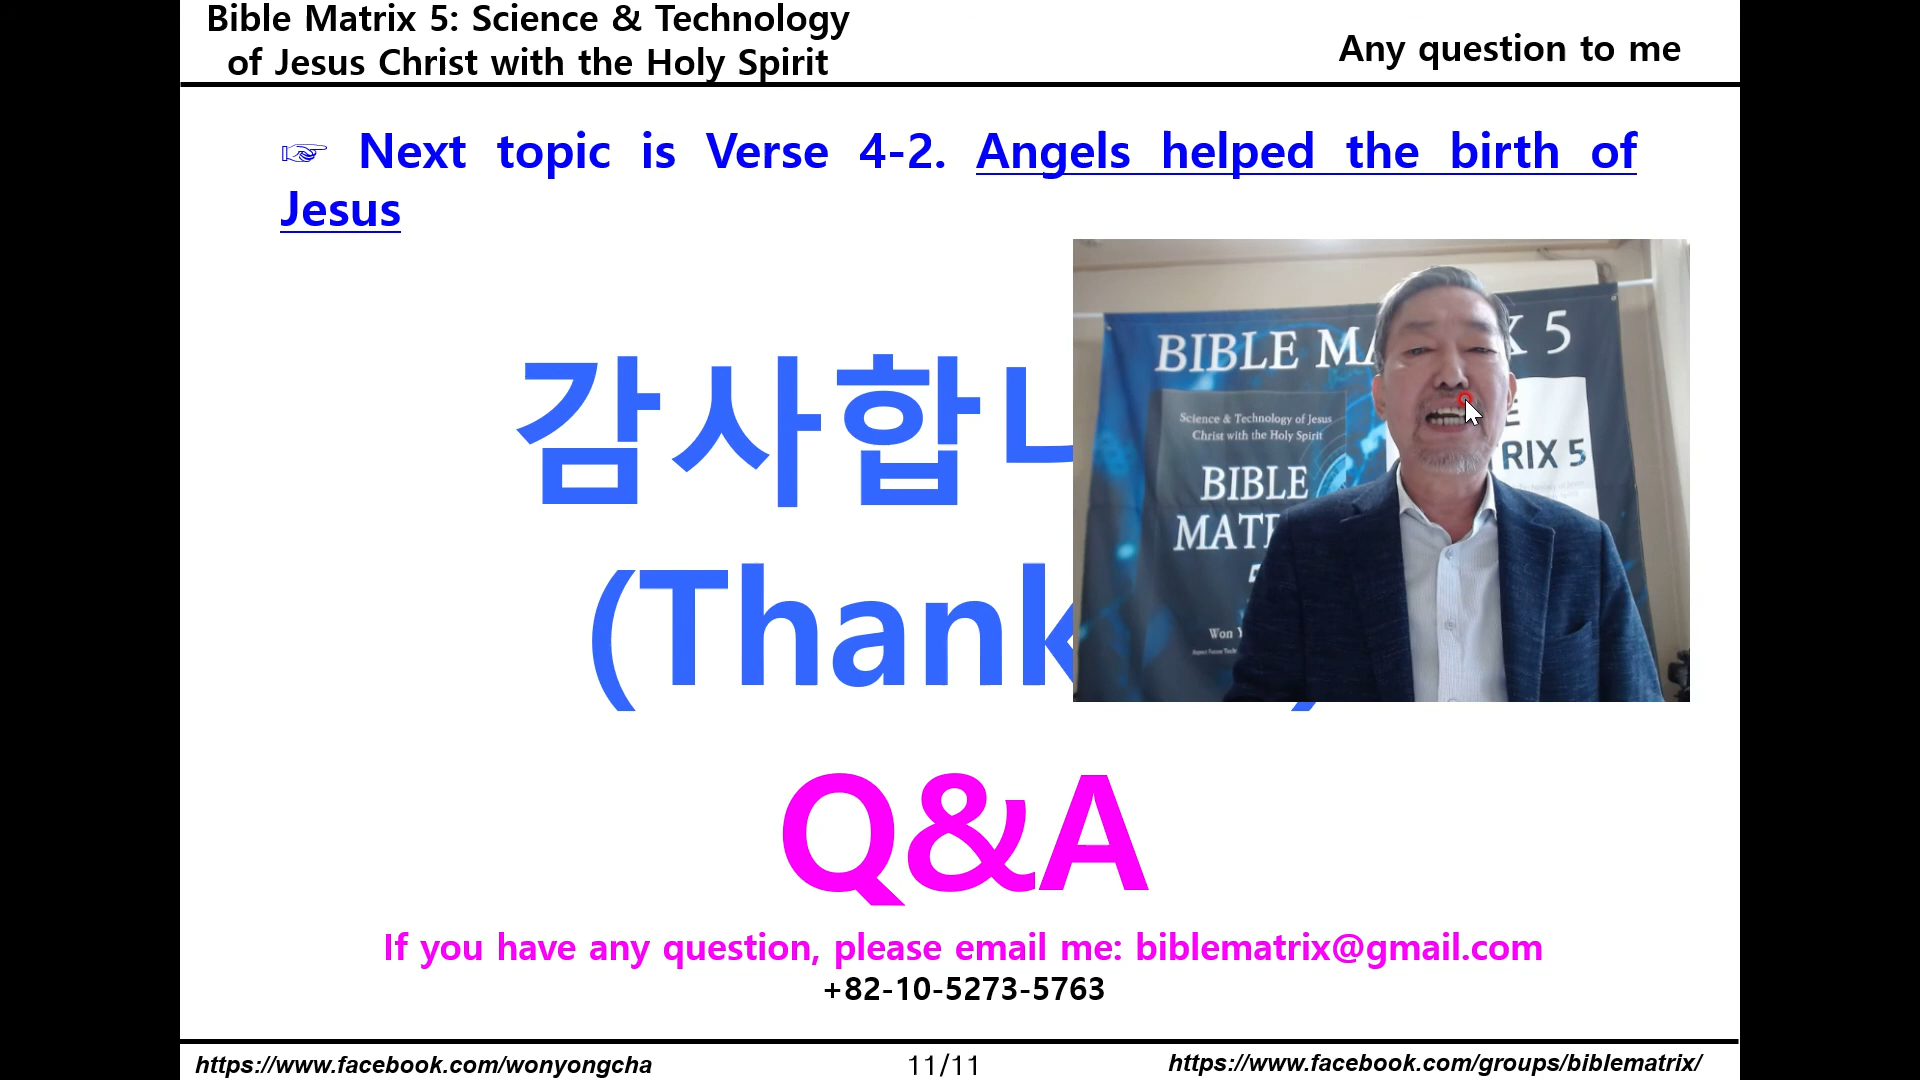 Bible Matrix 5: Science & Technology
of Jesus Christ with the Holy Spirit
Any question to me
☞ Next topic is Verse 4-2. Angels helped the birth of
Jesus
감사합
(Thank
BIBLE 5
Science & Technology of Jesus
Christ with the Holy Spirit
BIBLE
RIX 5
Won
Q&A
If you have any question, please email me: biblematrix@gmail.com
+82-10-5273-5763
https://www.facebook.com/wonyongcha
11/11
https://www.facebook.com/groups/biblematrix/